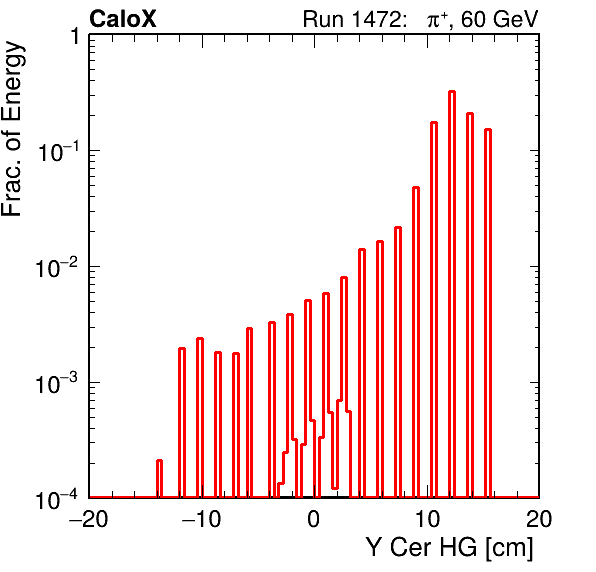 CaloX Run 1472: π⁺, 60 GeV
Frac. of Energy
1
10⁻¹
10⁻²
10⁻³
10⁻⁴
−20 −10 0 10 20
Y Cer HG [cm]